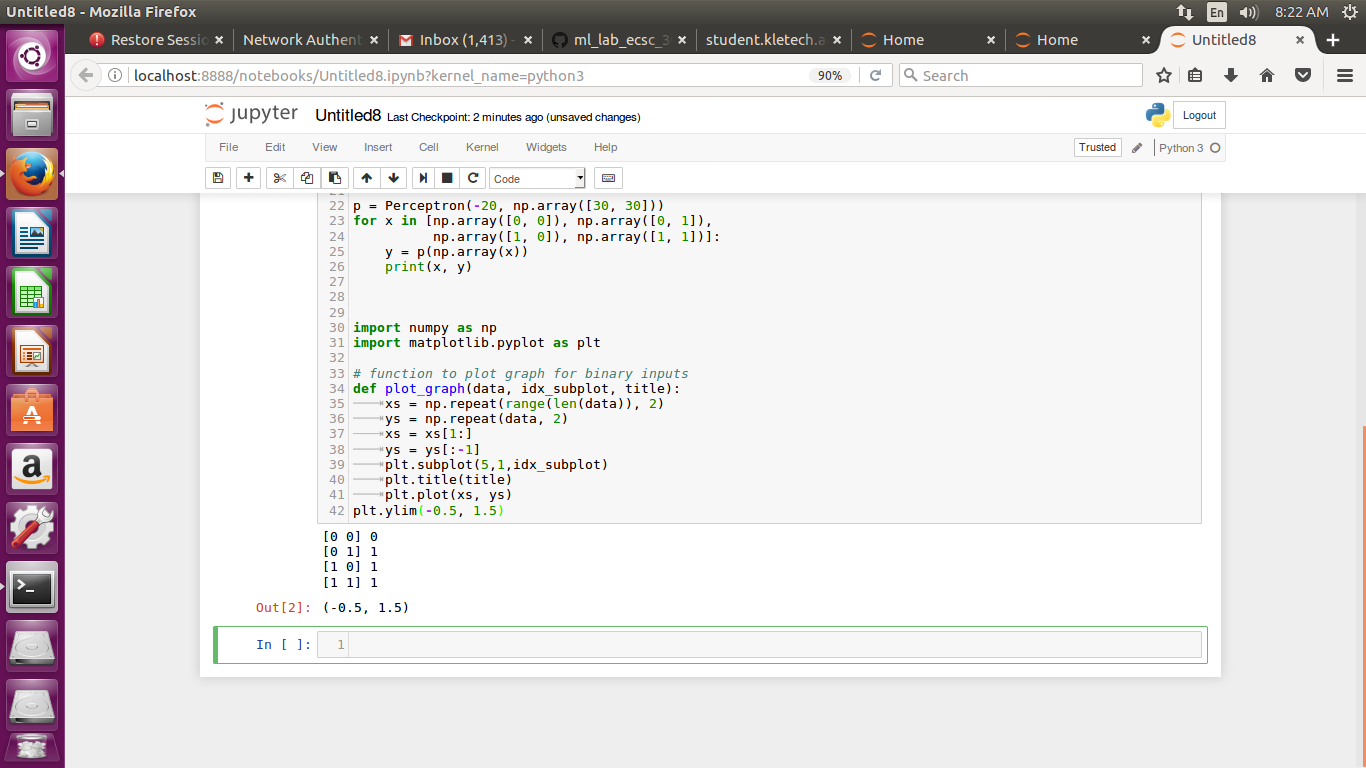 Untitled8 - Mozilla Firefox
En
8:22 AM
Restore Sessio
Network Authent
Inbox (1,413) -
ml_lab_ecsc_3
student.kletech.a
Home
Home
Untitled8
localhost:8888/notebooks/Untitled8.ipynb?kernel_name=python3
90%
Search
jupyter
Untitled8
Last Checkpoint: 2 minutes ago (unsaved changes)
Logout
File Edit View Insert Cell Kernel Widgets Help
Trusted
Python 3
Code
22 p = Perceptron(-20, np.array([30, 30]))
23 for x in [np.array([0, 0]), np.array([0, 1]),
24           np.array([1, 0]), np.array([1, 1])]:
25     y = p(np.array(x))
26     print(x, y)
27
28
29
30 import numpy as np
31 import matplotlib.pyplot as plt
32
33 # function to plot graph for binary inputs
34 def plot_graph(data, idx_subplot, title):
35     xs = np.repeat(range(len(data)), 2)
36     ys = np.repeat(data, 2)
37     xs = xs[1:]
38     ys = ys[:-1]
39     plt.subplot(5,1,idx_subplot)
40     plt.title(title)
41     plt.plot(xs, ys)
42 plt.ylim(-0.5, 1.5)
[0 0] 0
[0 1] 1
[1 0] 1
[1 1] 1
Out[2]: (-0.5, 1.5)
In [ ]: 1